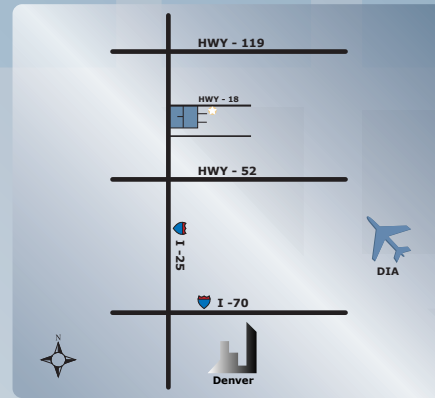 HWY - 119
HWY - 18
HWY - 52
I -25
DIA
I -70
N
Denver